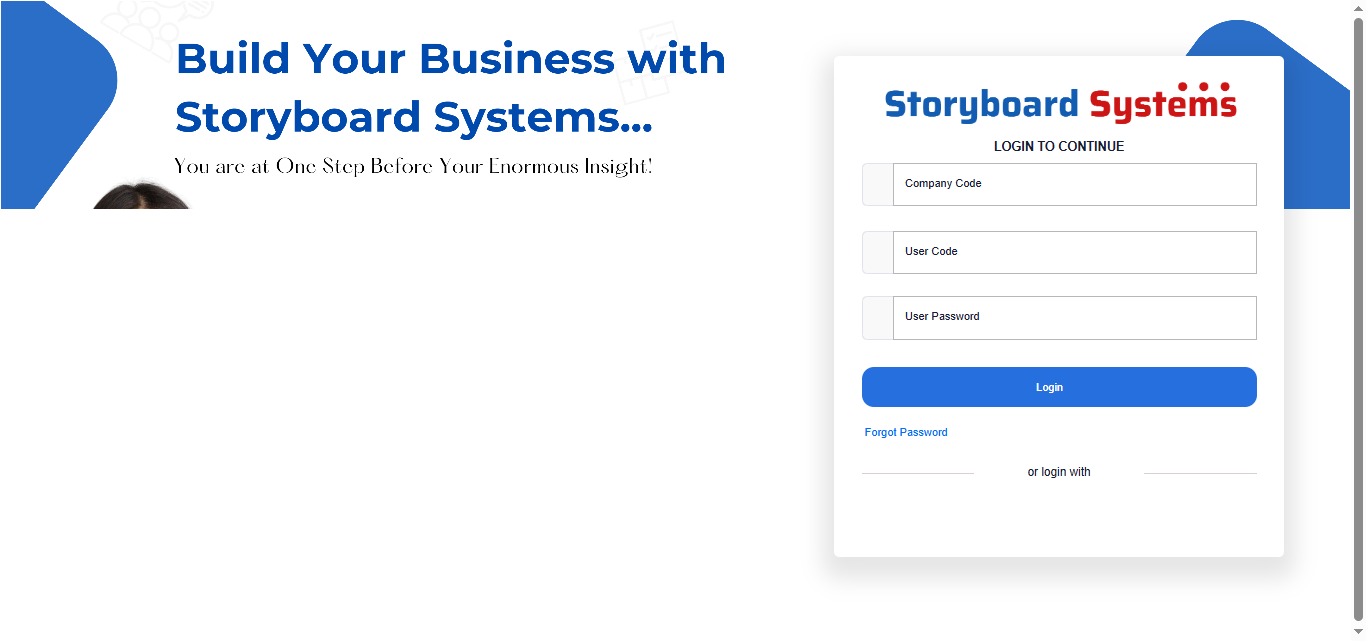 Build Your Business with
Storyboard Systems...
You are at One Step Before Your Enormous Insight!
Storyboard Systems
LOGIN TO CONTINUE
Company Code
User Code
User Password
Login
Forgot Password
or login with